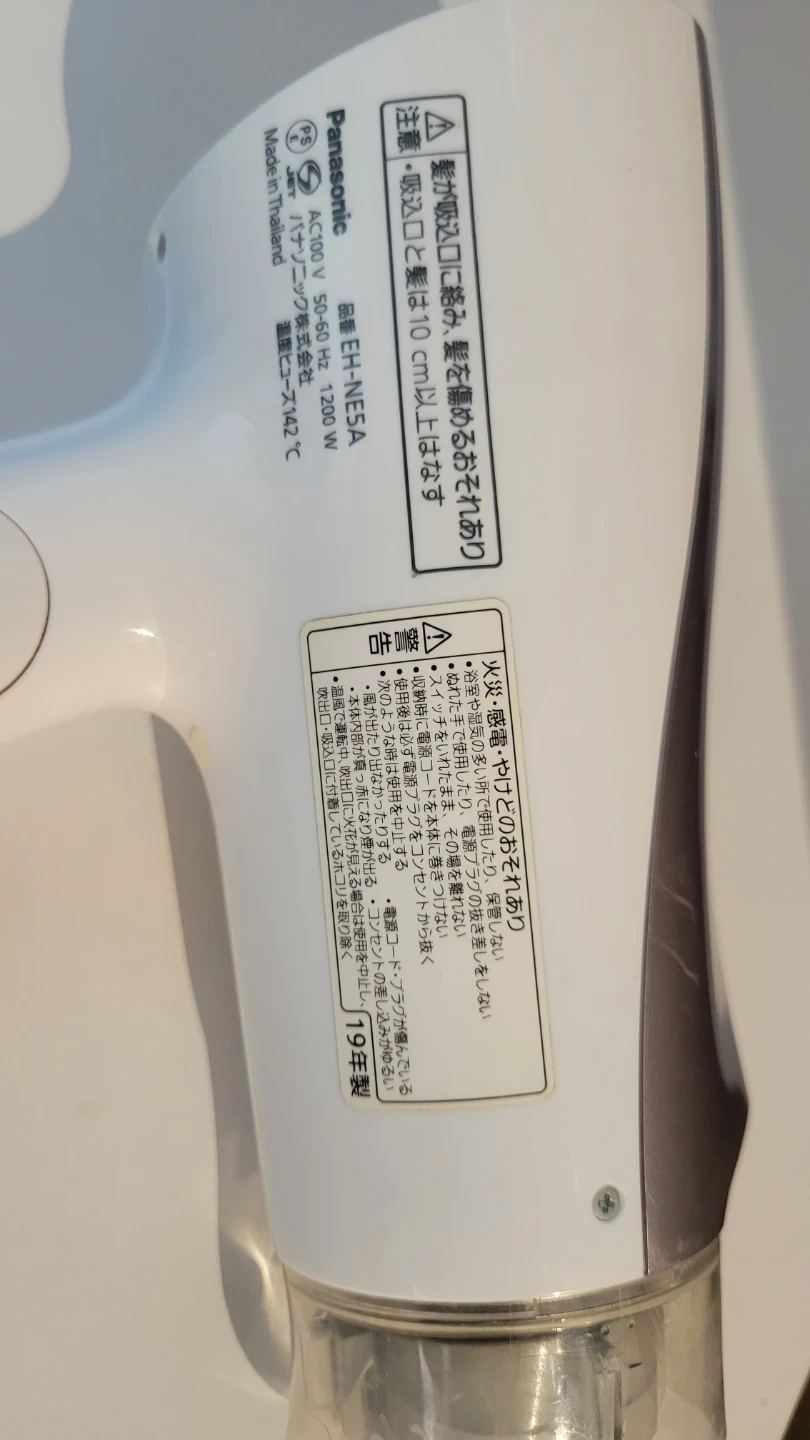 ⚠注意
髪が吸込口に絡み、髪を傷めるおそれあり
・吸込口と髪は10 cm以上はなす
Panasonic 品番 EH-NE5A
PSE JET AC100 V 50-60 Hz 1200 W
パナソニック株式会社
Made in Thailand 温度ヒューズ142 ℃
⚠警告
火災・感電・やけどのおそれあり
・浴室や湿気の多い所で使用したり、保管しない
・ぬれた手で使用したり、電源プラグの抜き差しをしない
・スイッチをいれたまま、その場を離れない
・収納時に電源コードを本体に巻きつけない
・使用後は必ず電源プラグをコンセントから抜く
・次のような時は使用を中止する
・風が出たり出なかったりする ・電源コード・プラグが傷んでいる
・本体内部が真っ赤になり煙が出る ・コンセントの差し込みがゆるい
・温風で運転中、吹出口に火花が見える場合は使用を中止し、
吹出口・吸込口に付着しているホコリを取り除く
19年製